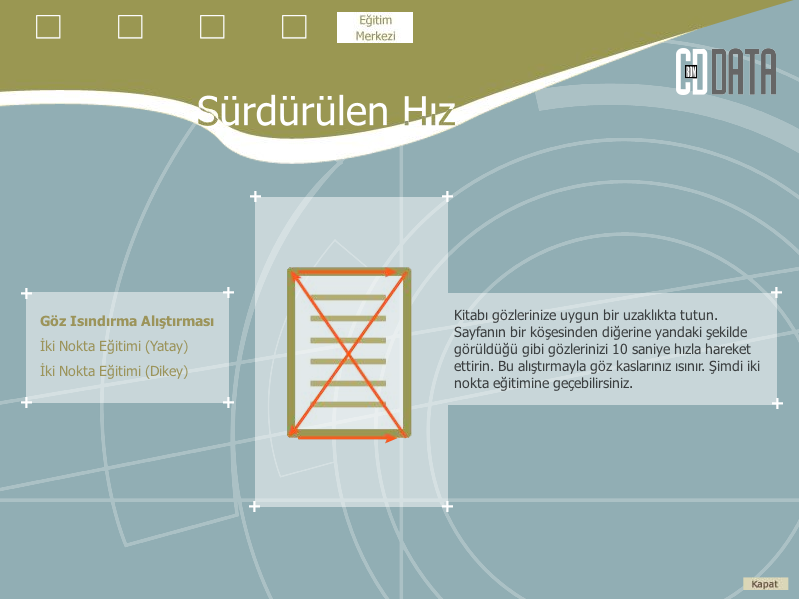 Eğitim
Merkezi
CD BİM DATA
Sürdürülen Hız
Göz Isındırma Alıştırması
İki Nokta Eğitimi (Yatay)
İki Nokta Eğitimi (Dikey)
Kitabı gözlerinize uygun bir uzaklıkta tutun.
Sayfanın bir köşesinden diğerine yandaki şekilde
görüldüğü gibi gözlerinizi 10 saniye hızla hareket
ettirin. Bu alıştırmayla göz kaslarınız ısınır. Şimdi iki
nokta eğitimine geçebilirsiniz.
Kapat